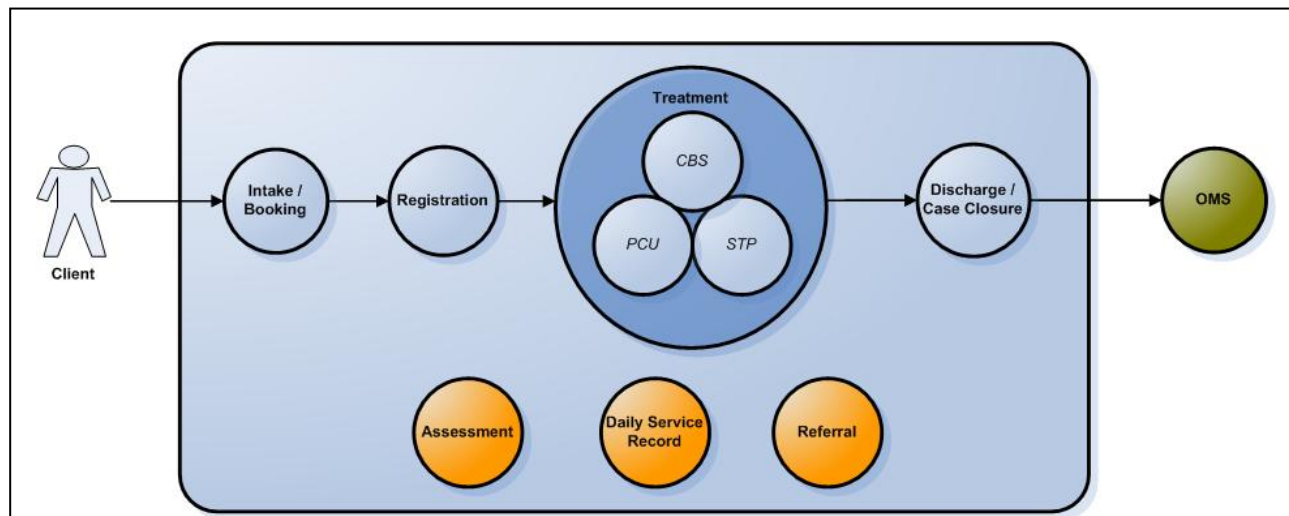 Treatment
CBS
Intake /
Booking
Registration
Discharge /
Case Closure
OMS
PCU
STP
Client
Assessment
Daily Service
Record
Referral